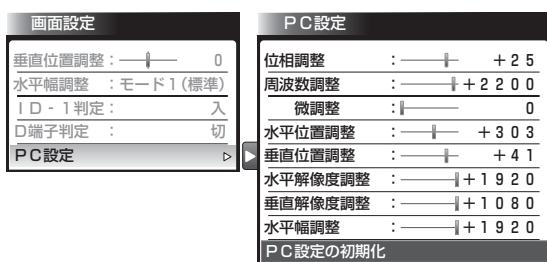 画面設定
垂直位置調整：0
水平幅調整：モード1(標準)
ID-1判定：入
D端子判定：切
PC設定
PC設定
位相調整：+25
周波数調整：+2200
微調整：0
水平位置調整：+303
垂直位置調整：+41
水平解像度調整：+1920
垂直解像度調整：+1080
水平幅調整：+1920
PC設定の初期化